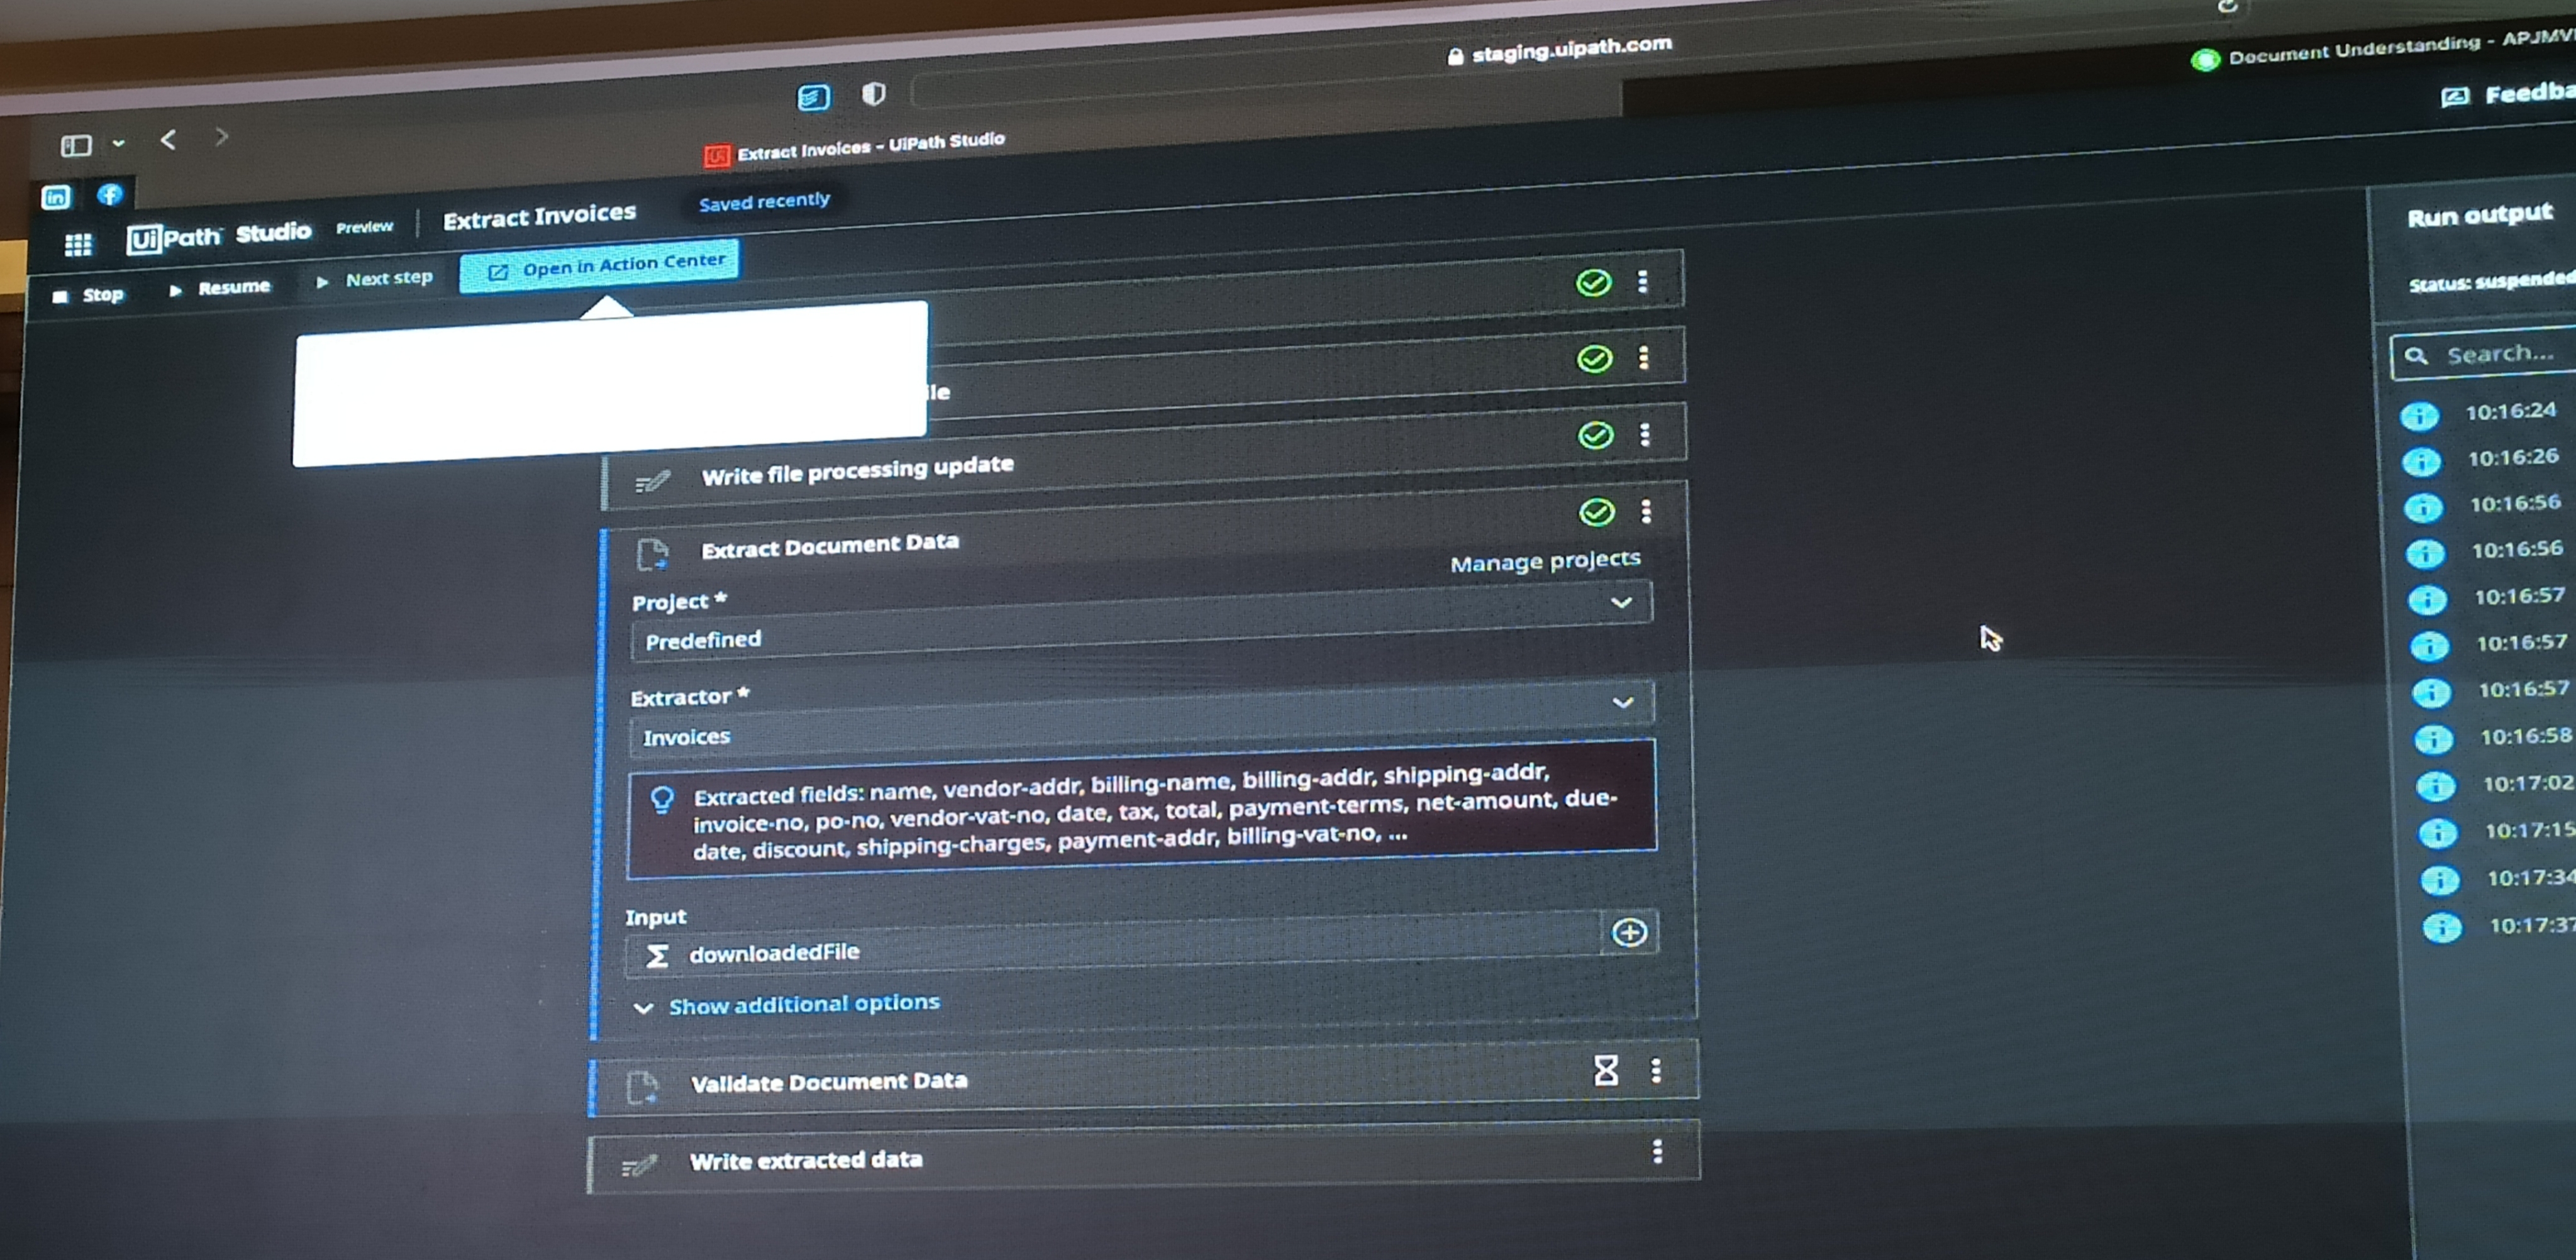 staging.uipath.com
Document Understanding - APJMV
Extract Invoices - UiPath Studio
Feedba
in f
UiPath Studio Preview Extract Invoices Saved recently
Stop Resume Next step Open in Action Center
ile
Write file processing update
Extract Document Data
Manage projects
Project *
Predefined
Extractor *
Invoices
Extracted fields: name, vendor-addr, billing-name, billing-addr, shipping-addr,
invoice-no, po-no, vendor-vat-no, date, tax, total, payment-terms, net-amount, due-
date, discount, shipping-charges, payment-addr, billing-vat-no, ...
Input
Σ downloadedFile
Show additional options
Validate Document Data
Write extracted data
Run output
Status: suspended
Search...
10:16:24
10:16:26
10:16:56
10:16:56
10:16:57
10:16:57
10:16:57
10:16:58
10:17:02
10:17:15
10:17:34
10:17:37